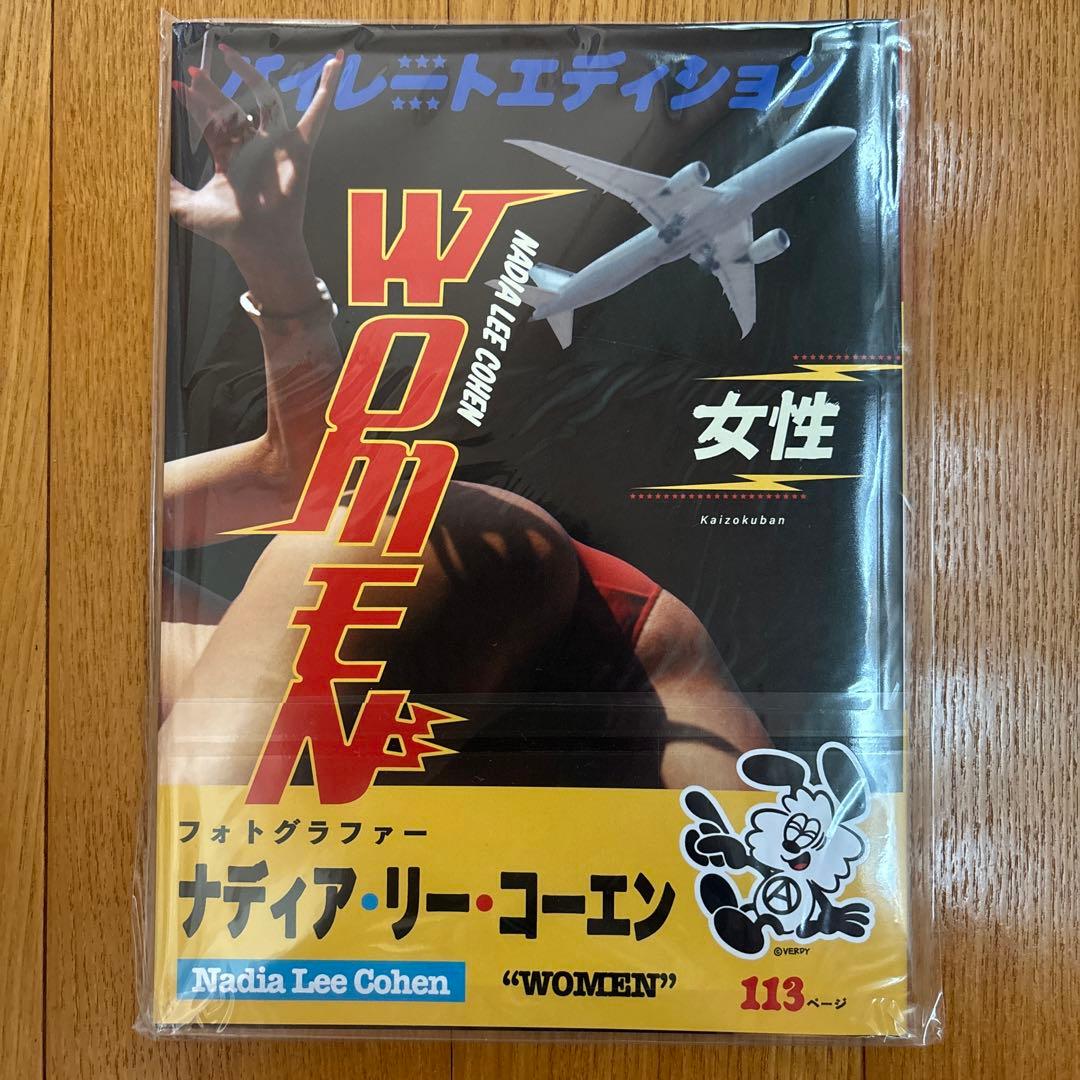 パイレートエディション
WOMEN
NADIA LEE COHEN
女性
Kaizokuban
フォトグラファー
ナディア・リー・コーエン
Nadia Lee Cohen
“WOMEN”
113ページ
©VERDY